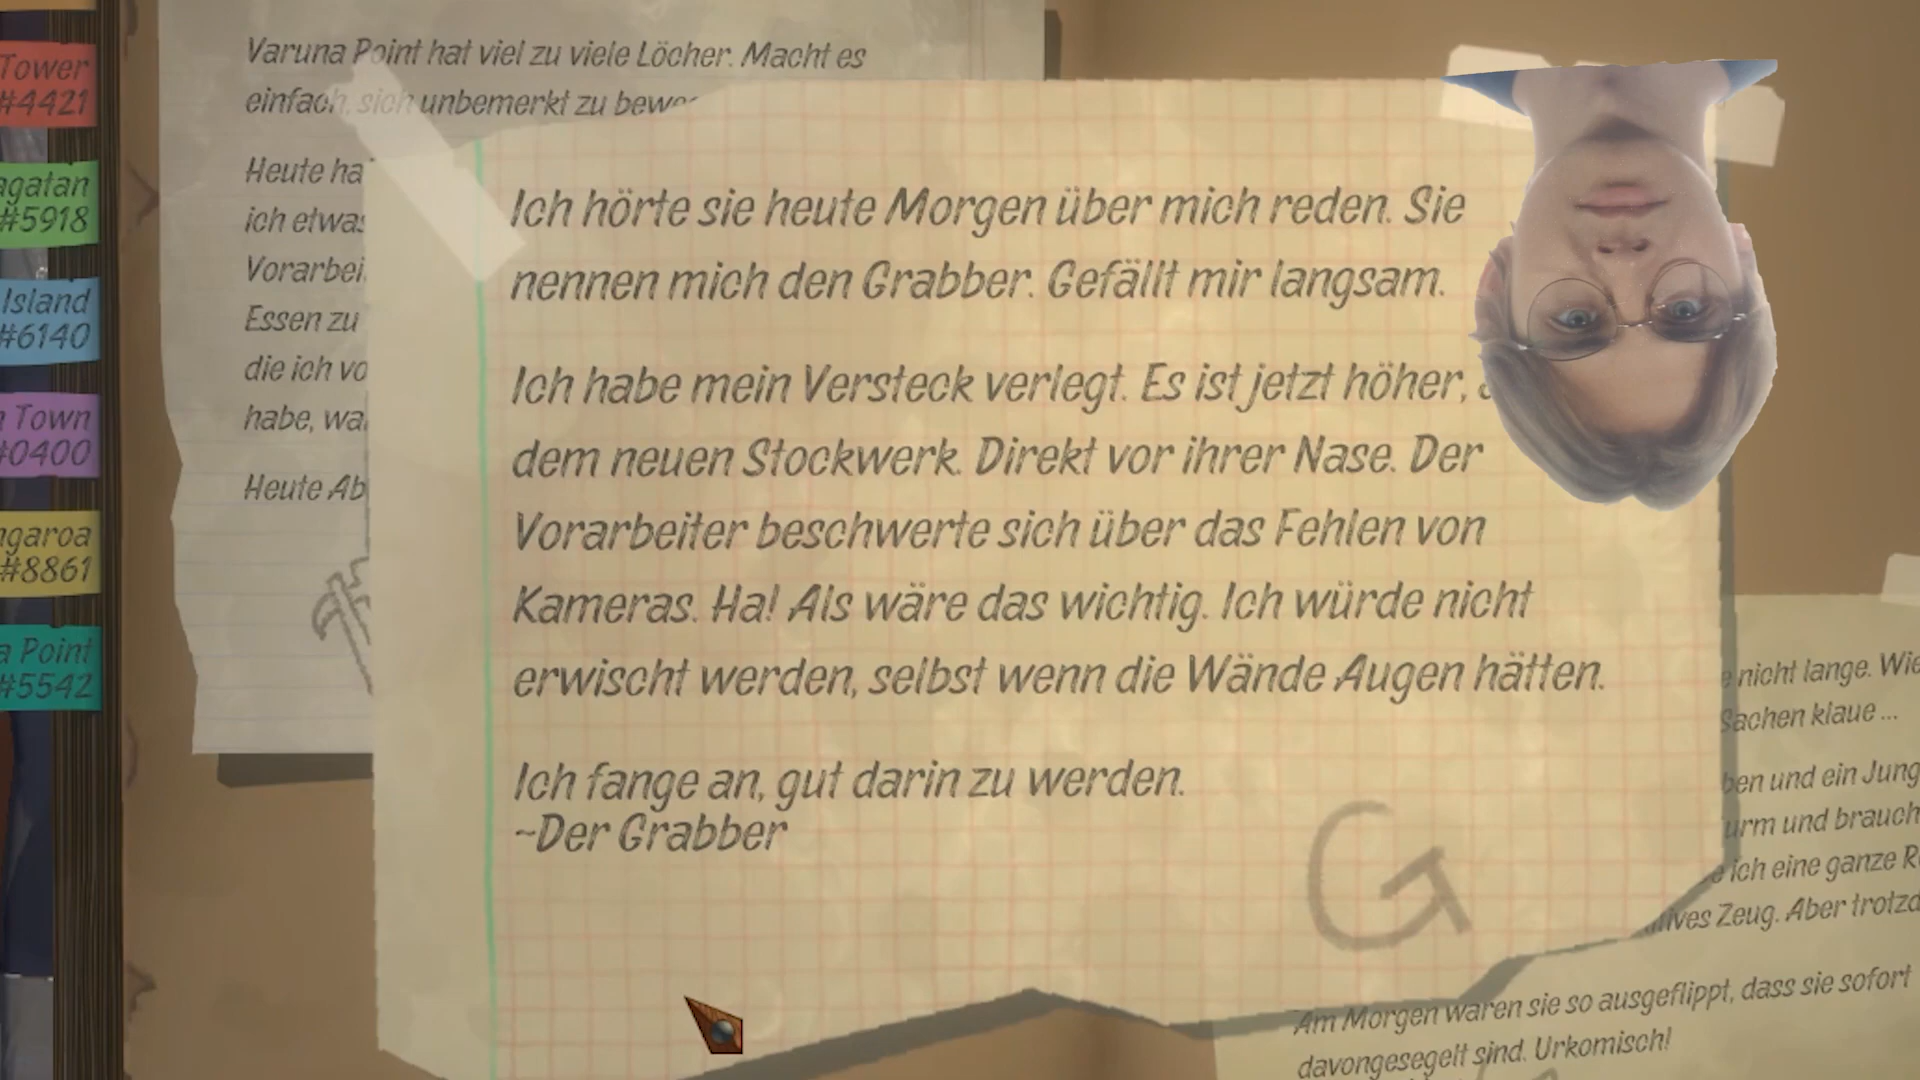 Tower
#4421
agatan
#5918
Island
#6140
Town
#0400
ngaroa
#8861
a Point
#5542
Varuna Point hat viel zu viele Löcher. Macht es
einfach, sich unbemerkt zu bewe
Heute ha
ich etwas
Vorarbei
Essen zu
die ich vo
habe, wa
Heute Ab
Ich hörte sie heute Morgen über mich reden. Sie
nennen mich den Grabber. Gefällt mir langsam.
Ich habe mein Versteck verlegt. Es ist jetzt höher,
dem neuen Stockwerk. Direkt vor ihrer Nase. Der
Vorarbeiter beschwerte sich über das Fehlen von
Kameras. Ha! Als wäre das wichtig. Ich würde nicht
erwischt werden, selbst wenn die Wände Augen hätten.
Ich fange an, gut darin zu werden.
~Der Grabber
G
nicht lange. Wie
Sachen klaue ...
ben und ein Jung
urm und brauch
ich eine ganze R
ives Zeug. Aber trotzd
Am Morgen waren sie so ausgeflippt, dass sie sofort
davongesegelt sind. Urkomisch!